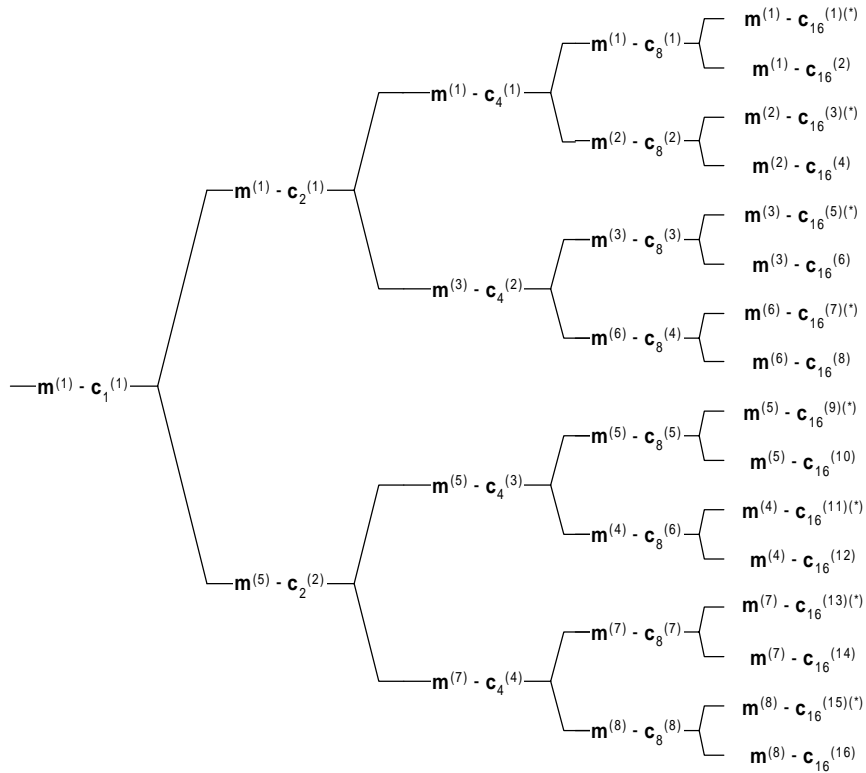 m(1) - c16(1)(*)
m(1) - c8(1)
m(1) - c16(2)
m(1) - c4(1)
m(2) - c16(3)(*)
m(2) - c8(2)
m(2) - c16(4)
m(1) - c2(1)
m(3) - c16(5)(*)
m(3) - c8(3)
m(3) - c16(6)
m(3) - c4(2)
m(6) - c16(7)(*)
m(6) - c8(4)
m(6) - c16(8)
m(1) - c1(1)
m(5) - c16(9)(*)
m(5) - c8(5)
m(5) - c16(10)
m(5) - c4(3)
m(4) - c16(11)(*)
m(4) - c8(6)
m(4) - c16(12)
m(5) - c2(2)
m(7) - c16(13)(*)
m(7) - c8(7)
m(7) - c16(14)
m(7) - c4(4)
m(8) - c16(15)(*)
m(8) - c8(8)
m(8) - c16(16)